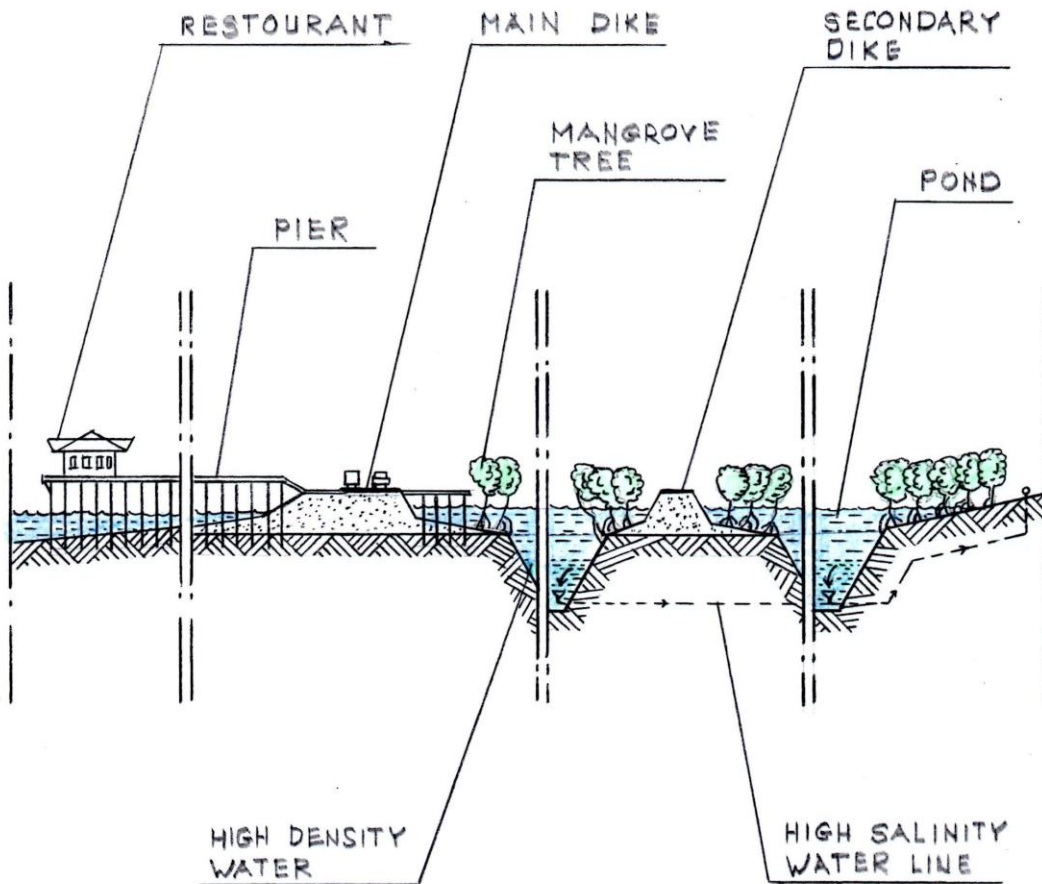 RESTOURANT
MAIN DIKE
SECONDARY
DIKE
MANGROVE
TREE
POND
PIER
HIGH DENSITY
WATER
HIGH SALINITY
WATER LINE